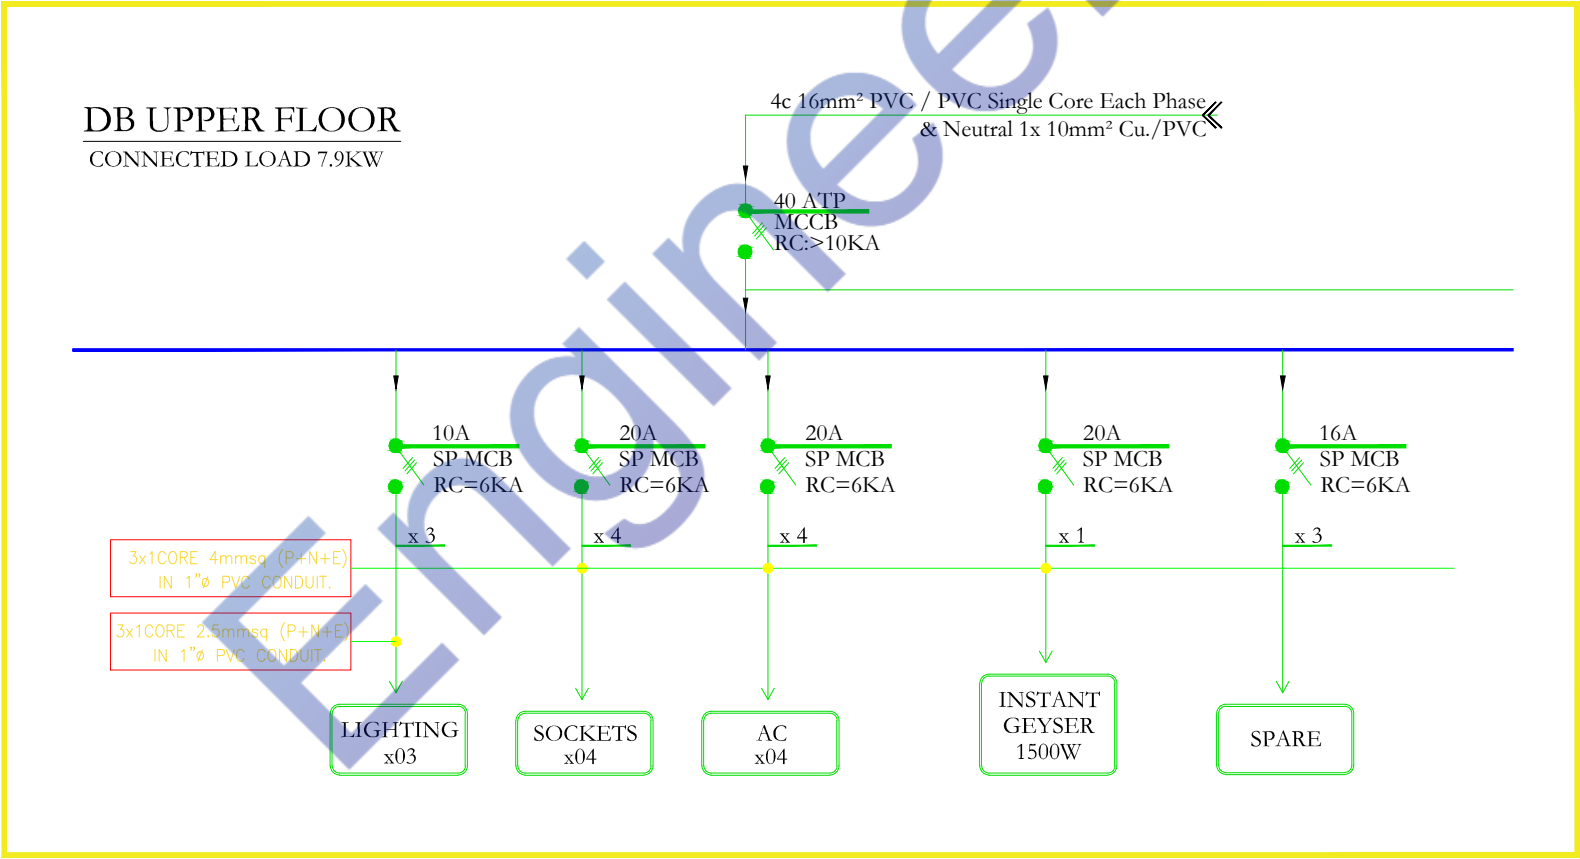 DB UPPER FLOOR
CONNECTED LOAD 7.9KW
4c 16mm² PVC / PVC Single Core Each Phase
& Neutral 1x 10mm² Cu./PVC
40 ATP
MCCB
RC:>10KA
10A
SP MCB
RC=6KA
x 3
20A
SP MCB
RC=6KA
x 4
20A
SP MCB
RC=6KA
x 4
20A
SP MCB
RC=6KA
x 1
16A
SP MCB
RC=6KA
x 3
3x1CORE 4mmsq (P+N+E)
IN 1"ø PVC CONDUIT.
3x1CORE 2.5mmsq (P+N+E)
IN 1"ø PVC CONDUIT.
LIGHTING
x03
SOCKETS
x04
AC
x04
INSTANT
GEYSER
1500W
SPARE
Enginee